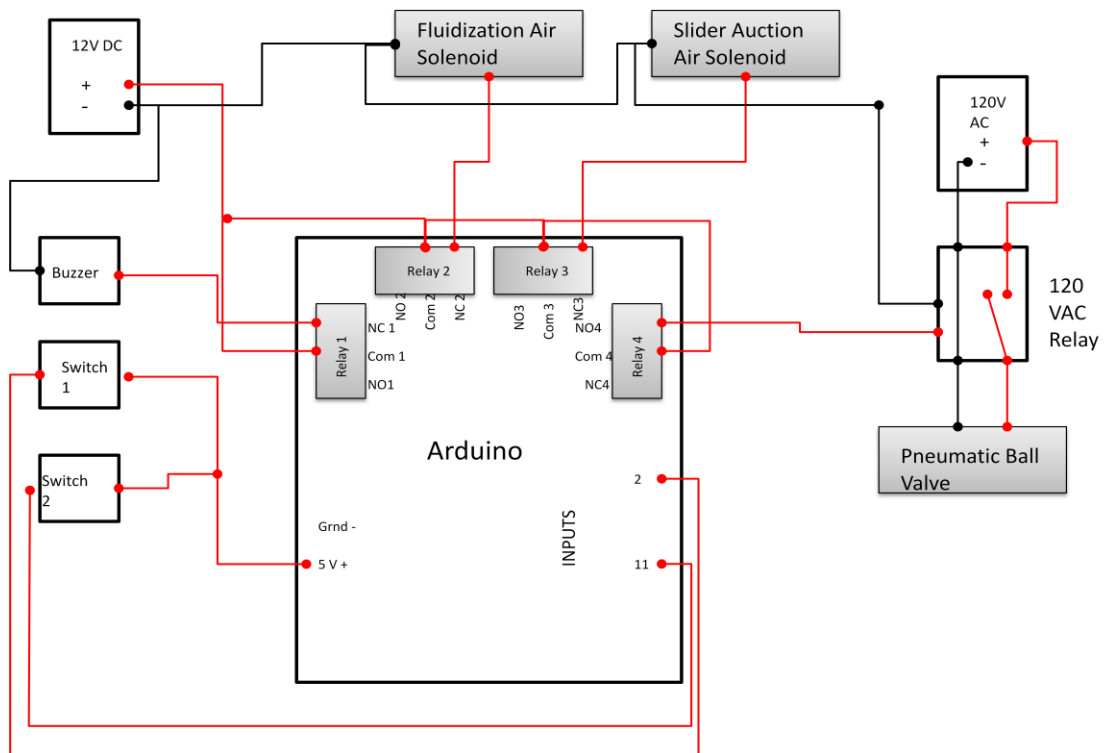 12V DC
+
-
Fluidization Air
Solenoid
Slider Auction
Air Solenoid
120V
AC
+
-
Buzzer
Relay 2
Relay 3
NO 2
Com 2
NC 2
NO3
Com 3
NC3
120
VAC
Relay
Relay 1
NC 1
Com 1
NO1
NO4
Com 4
NC4
Relay 4
Switch
1
Switch
2
Arduino
Pneumatic Ball
Valve
2
INPUTS
Grnd -
5 V +
11